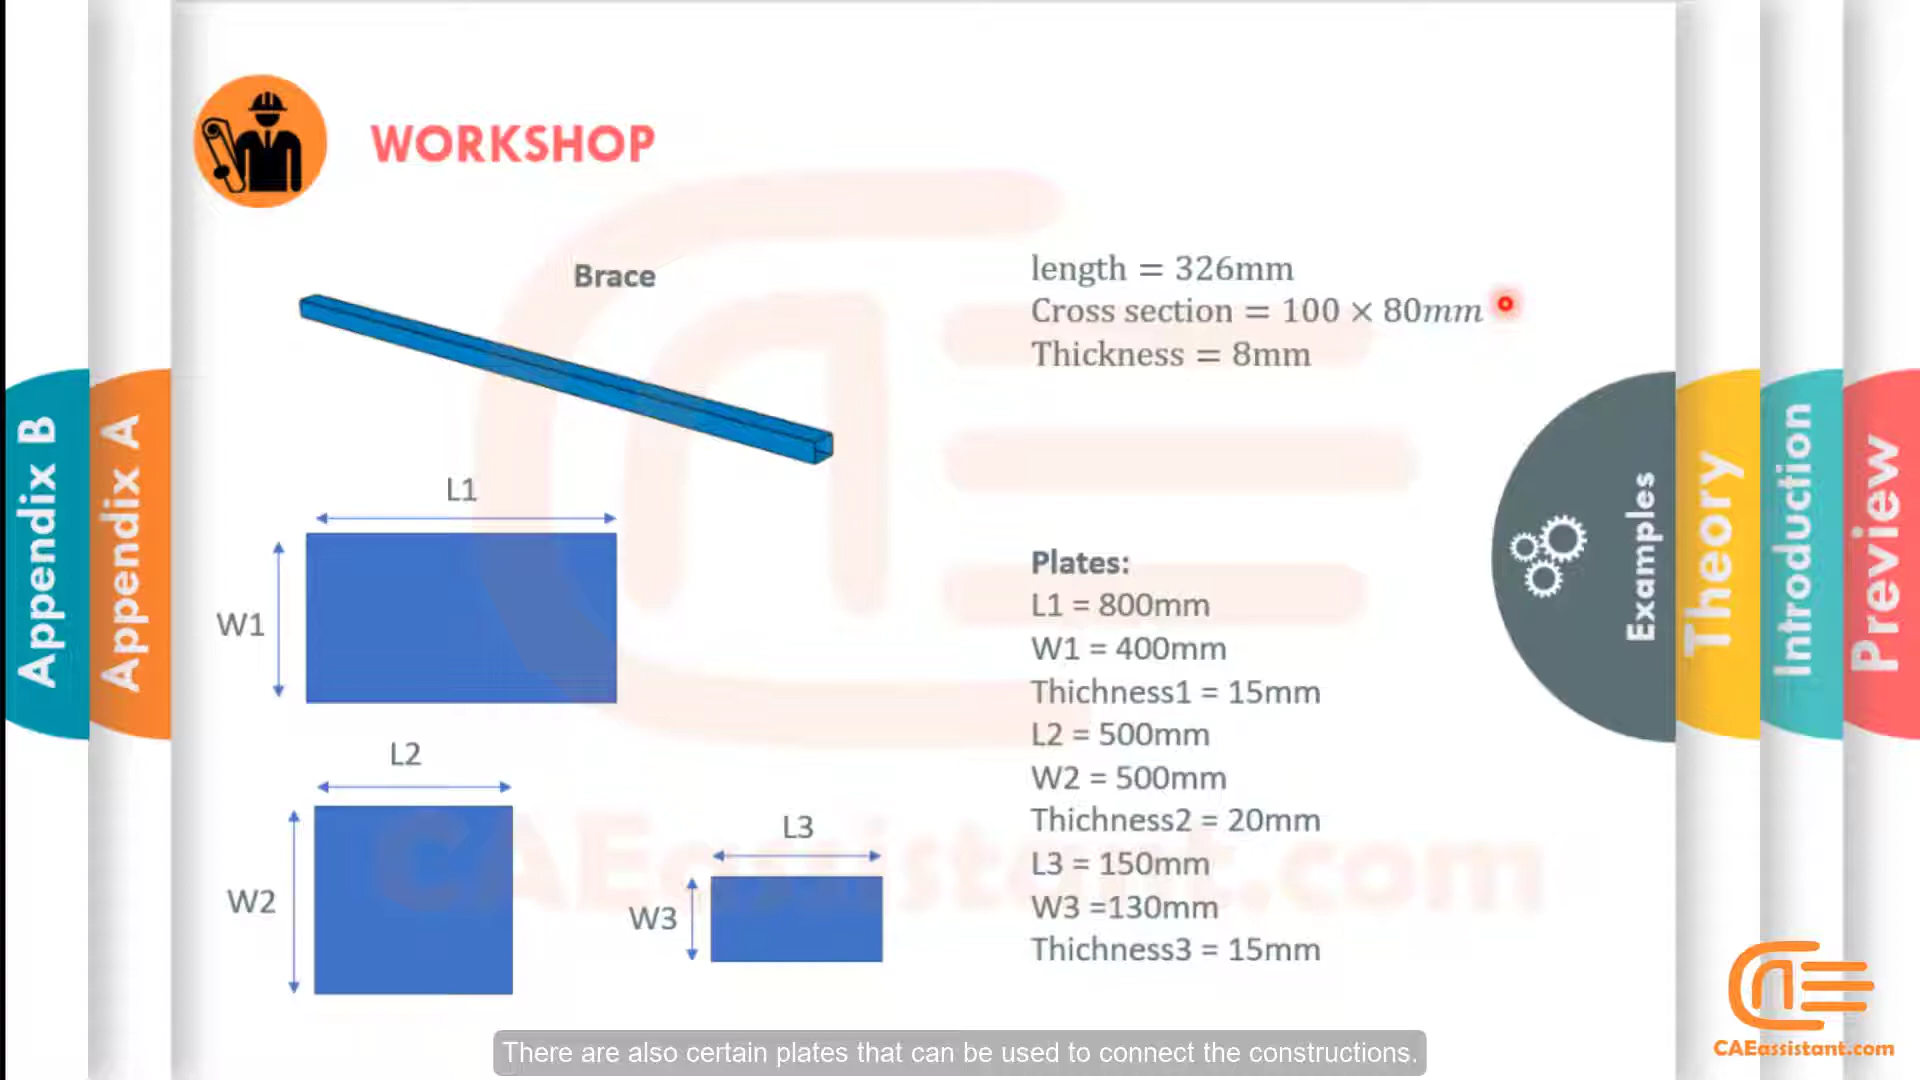 WORKSHOP
Brace
length = 326mm
Cross section = 100 × 80mm
Thickness = 8mm
L1
W1
Plates:
L1 = 800mm
W1 = 400mm
Thichness1 = 15mm
L2 = 500mm
W2 = 500mm
Thichness2 = 20mm
L3 = 150mm
W3 =130mm
Thichness3 = 15mm
L2
W2
L3
W3
Appendix B
Appendix A
Examples
Theory
Introduction
Preview
CAEassistant.com
CAEassistant.com
There are also certain plates that can be used to connect the constructions.